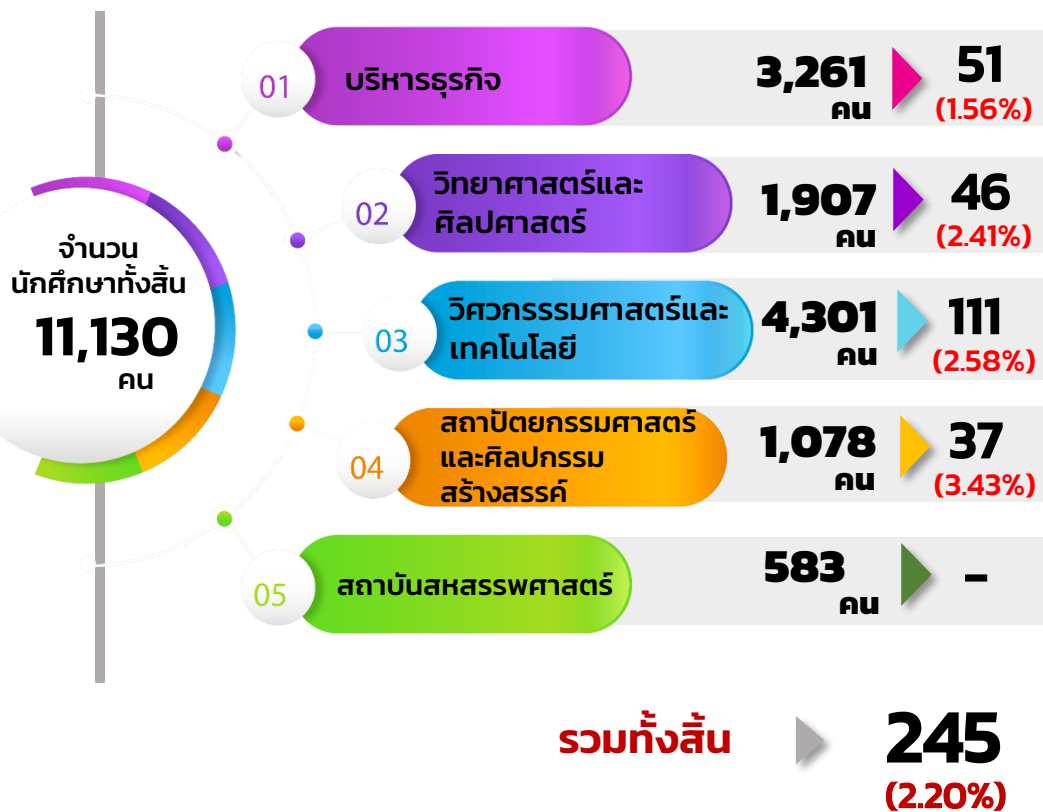 จำนวน
นักศึกษาทั้งสิ้น
11,130
คน
01
บริหารธุรกิจ
3,261
คน
51
(1.56%)
02
วิทยาศาสตร์และ
ศิลปศาสตร์
1,907
คน
46
(2.41%)
03
วิศวกรรรมศาสตร์และ
เทคโนโลยี
4,301
คน
111
(2.58%)
04
สถาปัตยกรรมศาสตร์
และศิลปกรรม
สร้างสรรค์
1,078
คน
37
(3.43%)
05
สถาบันสหสรรพศาสตร์
583
คน
-
รวมทั้งสิ้น
245
(2.20%)